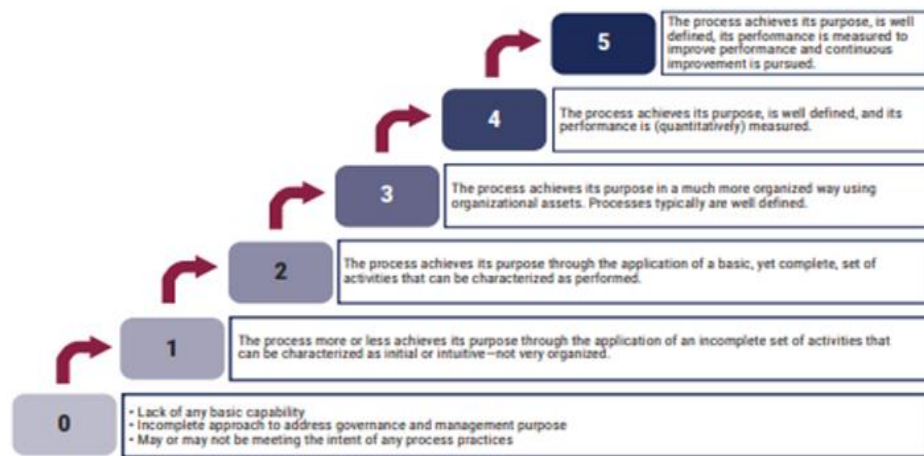 5
The process achieves its purpose, is well
defined, its performance is measured to
improve performance and continuous
improvement is pursued.
4
The process achieves its purpose, is well defined, and its
performance is (quantitatively) measured.
3
The process achieves its purpose in a much more organized way using
organizational assets. Processes typically are well defined.
2
The process achieves its purpose through the application of a basic, yet complete, set of
activities that can be characterized as performed.
1
The process more or less achieves its purpose through the application of an incomplete set of activities that
can be characterized as initial or intuitive—not very organized.
0
• Lack of any basic capability
• Incomplete approach to address governance and management purpose
• May or may not be meeting the intent of any process practices